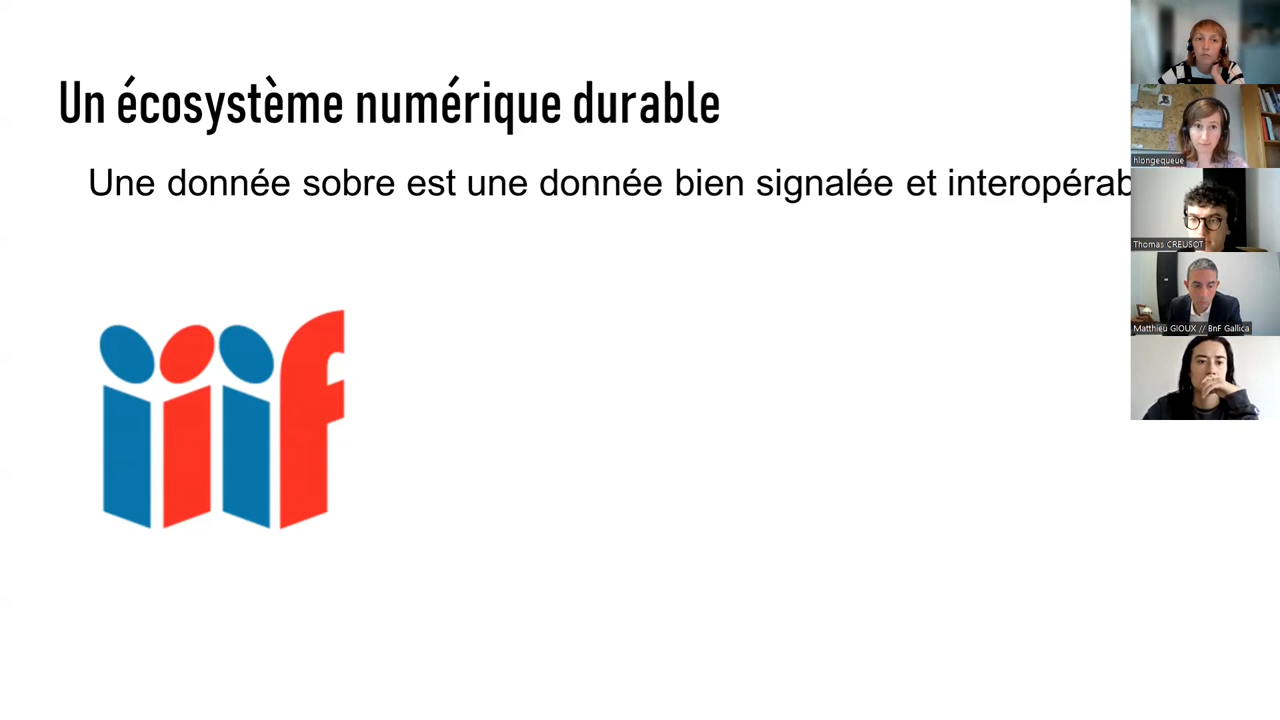 Un écosystème numérique durable
Une donnée sobre est une donnée bien signalée et interopérab
iiif
hlongequeue
Thomas CREUSOT
Matthieu GIOUX // BnF Gallica